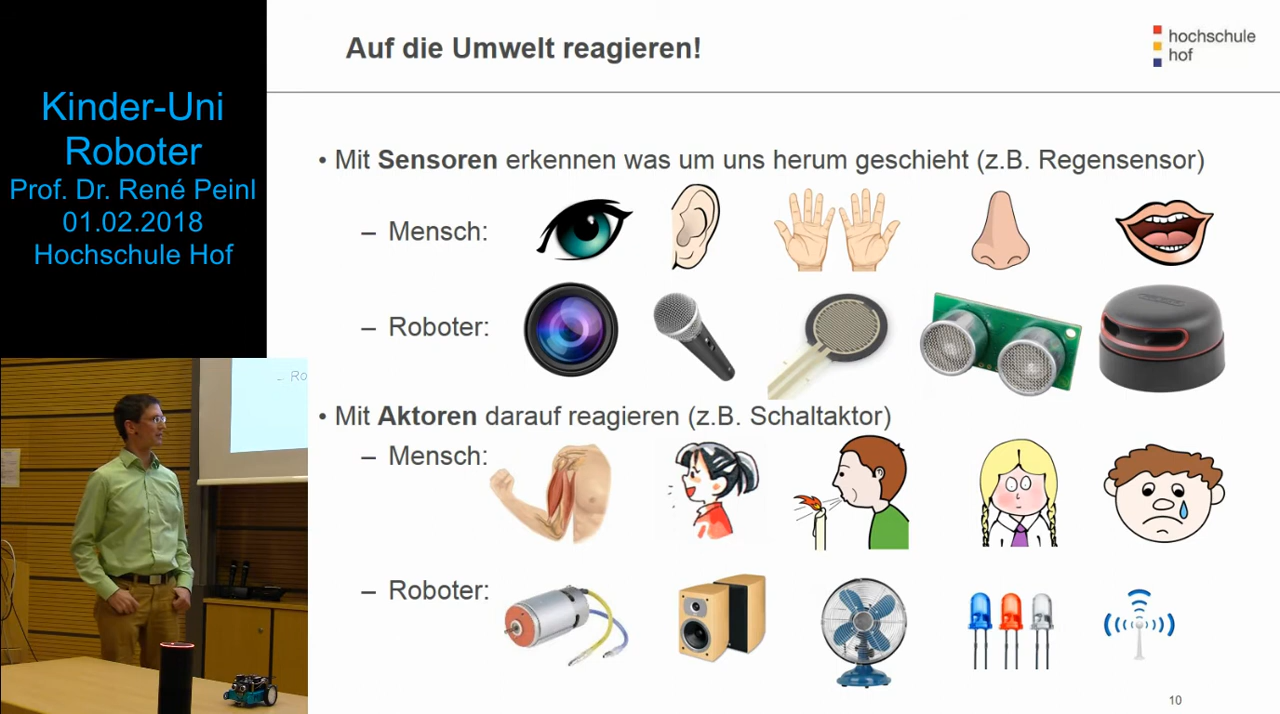 Kinder-Uni
Roboter
Prof. Dr. René Peinl
01.02.2018
Hochschule Hof
Auf die Umwelt reagieren!
hochschule
hof
• Mit Sensoren erkennen was um uns herum geschieht (z.B. Regensensor)
– Mensch:
– Roboter:
• Mit Aktoren darauf reagieren (z.B. Schaltaktor)
– Mensch:
– Roboter:
10
– Ro